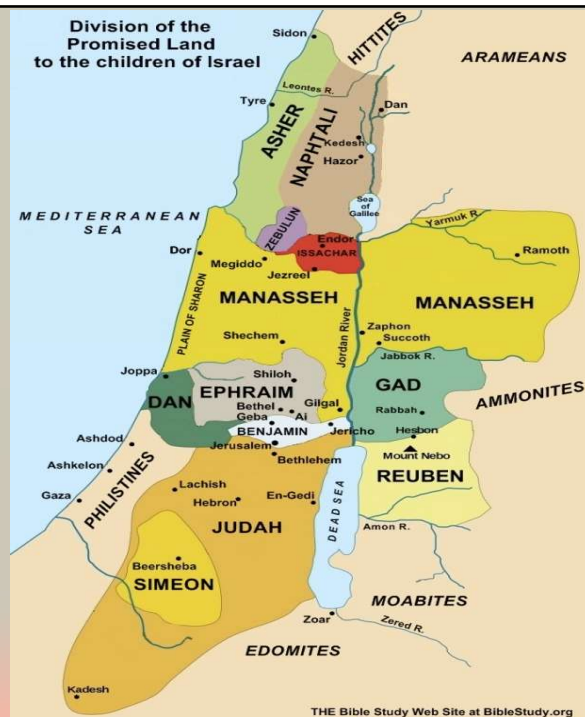 Division of the
Promised Land
to the children of Israel
Sidon
HITTITES
ARAMEANS
Leontes R.
Tyre
Dan
ASHER
NAPHTALI
Kedesh
Hazor
Sea
of
Galilee
MEDITERRANEAN
SEA
ZEBULUN
Yarmuk R.
Dor
Endor
ISSACHAR
Ramoth
Megiddo
Jezreel
PLAIN OF SHARON
MANASSEH
MANASSEH
Jordan River
Zaphon
Succoth
Shechem
Jabbok R.
Joppa
Shiloh
DAN
EPHRAIM
GAD
Bethel
Gilgal
AMMONITES
Geba
Ai
Rabbah
BENJAMIN
Jericho
Hesbon
Ashdod
Jerusalem
Mount Nebo
Bethlehem
Ashkelon
REUBEN
PHILISTINES
Lachish
En-Gedi
Gaza
Hebron
DEAD SEA
JUDAH
Arnon R.
Beersheba
SIMEON
MOABITES
Zoar
Zered R.
EDOMITES
Kadesh
THE Bible Study Web Site at BibleStudy.org